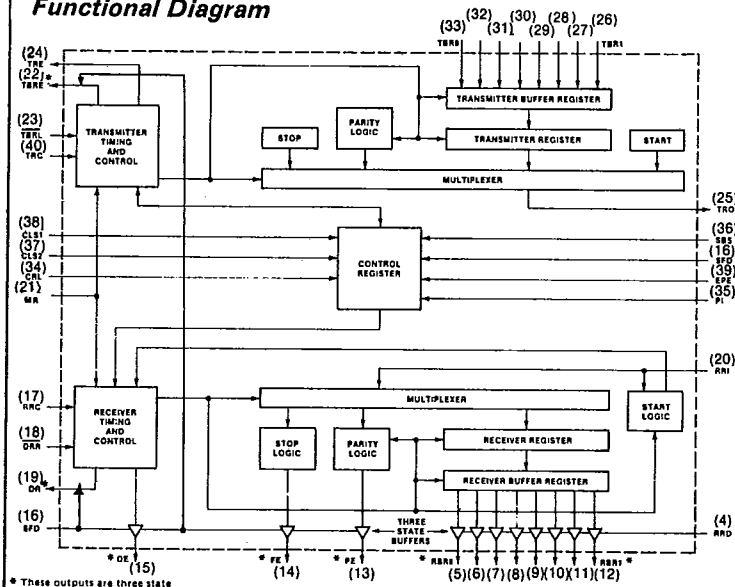 Functional Diagram
(33) (32) (31) (30) (29) (28) (27) (26)
TBR8 TBR1
(24)
TRE
(22)*
TBRE
(23)
TBRL
(40)
TRC
TRANSMITTER
TIMING
AND
CONTROL
TRANSMITTER BUFFER REGISTER
STOP
PARITY
LOGIC
TRANSMITTER REGISTER
START
MULTIPLEXER
(25)
TRO
(38)
CLS1
(37)
CLS2
(34)
CRL
(21)
MR
CONTROL
REGISTER
(36)
SBS
(16)
SFD
(39)
EPE
(35)
PI
(20)
RRI
(17)
RRC
(18)
DRR
(19)
DR*
(16)
SFD
RECEIVER
TIMING
AND
CONTROL
MULTIPLEXER
START
LOGIC
STOP
LOGIC
PARITY
LOGIC
RECEIVER REGISTER
RECEIVER BUFFER REGISTER
THREE
STATE
BUFFERS
(4)
RRD
* OE
(15)
* FE
(14)
* PE
(13)
* RBR8 RBR1 *
(5) (6) (7) (8) (9) (10) (11) (12)
* These outputs are three state